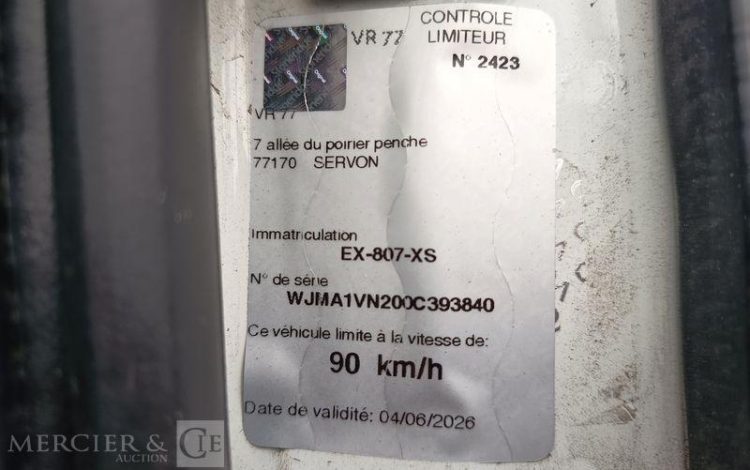 CONTROLE
VR 77 LIMITEUR
N° 2423
VR 77
7 allée du poirier penche
77170 SERVON
Immatriculation
EX-807-XS
N° de série
WJMA1VN200C393840
Ce véhicule limite à la vitesse de:
90 km/h
Date de validité: 04/06/2026
MERCIER & CIE
AUCTION